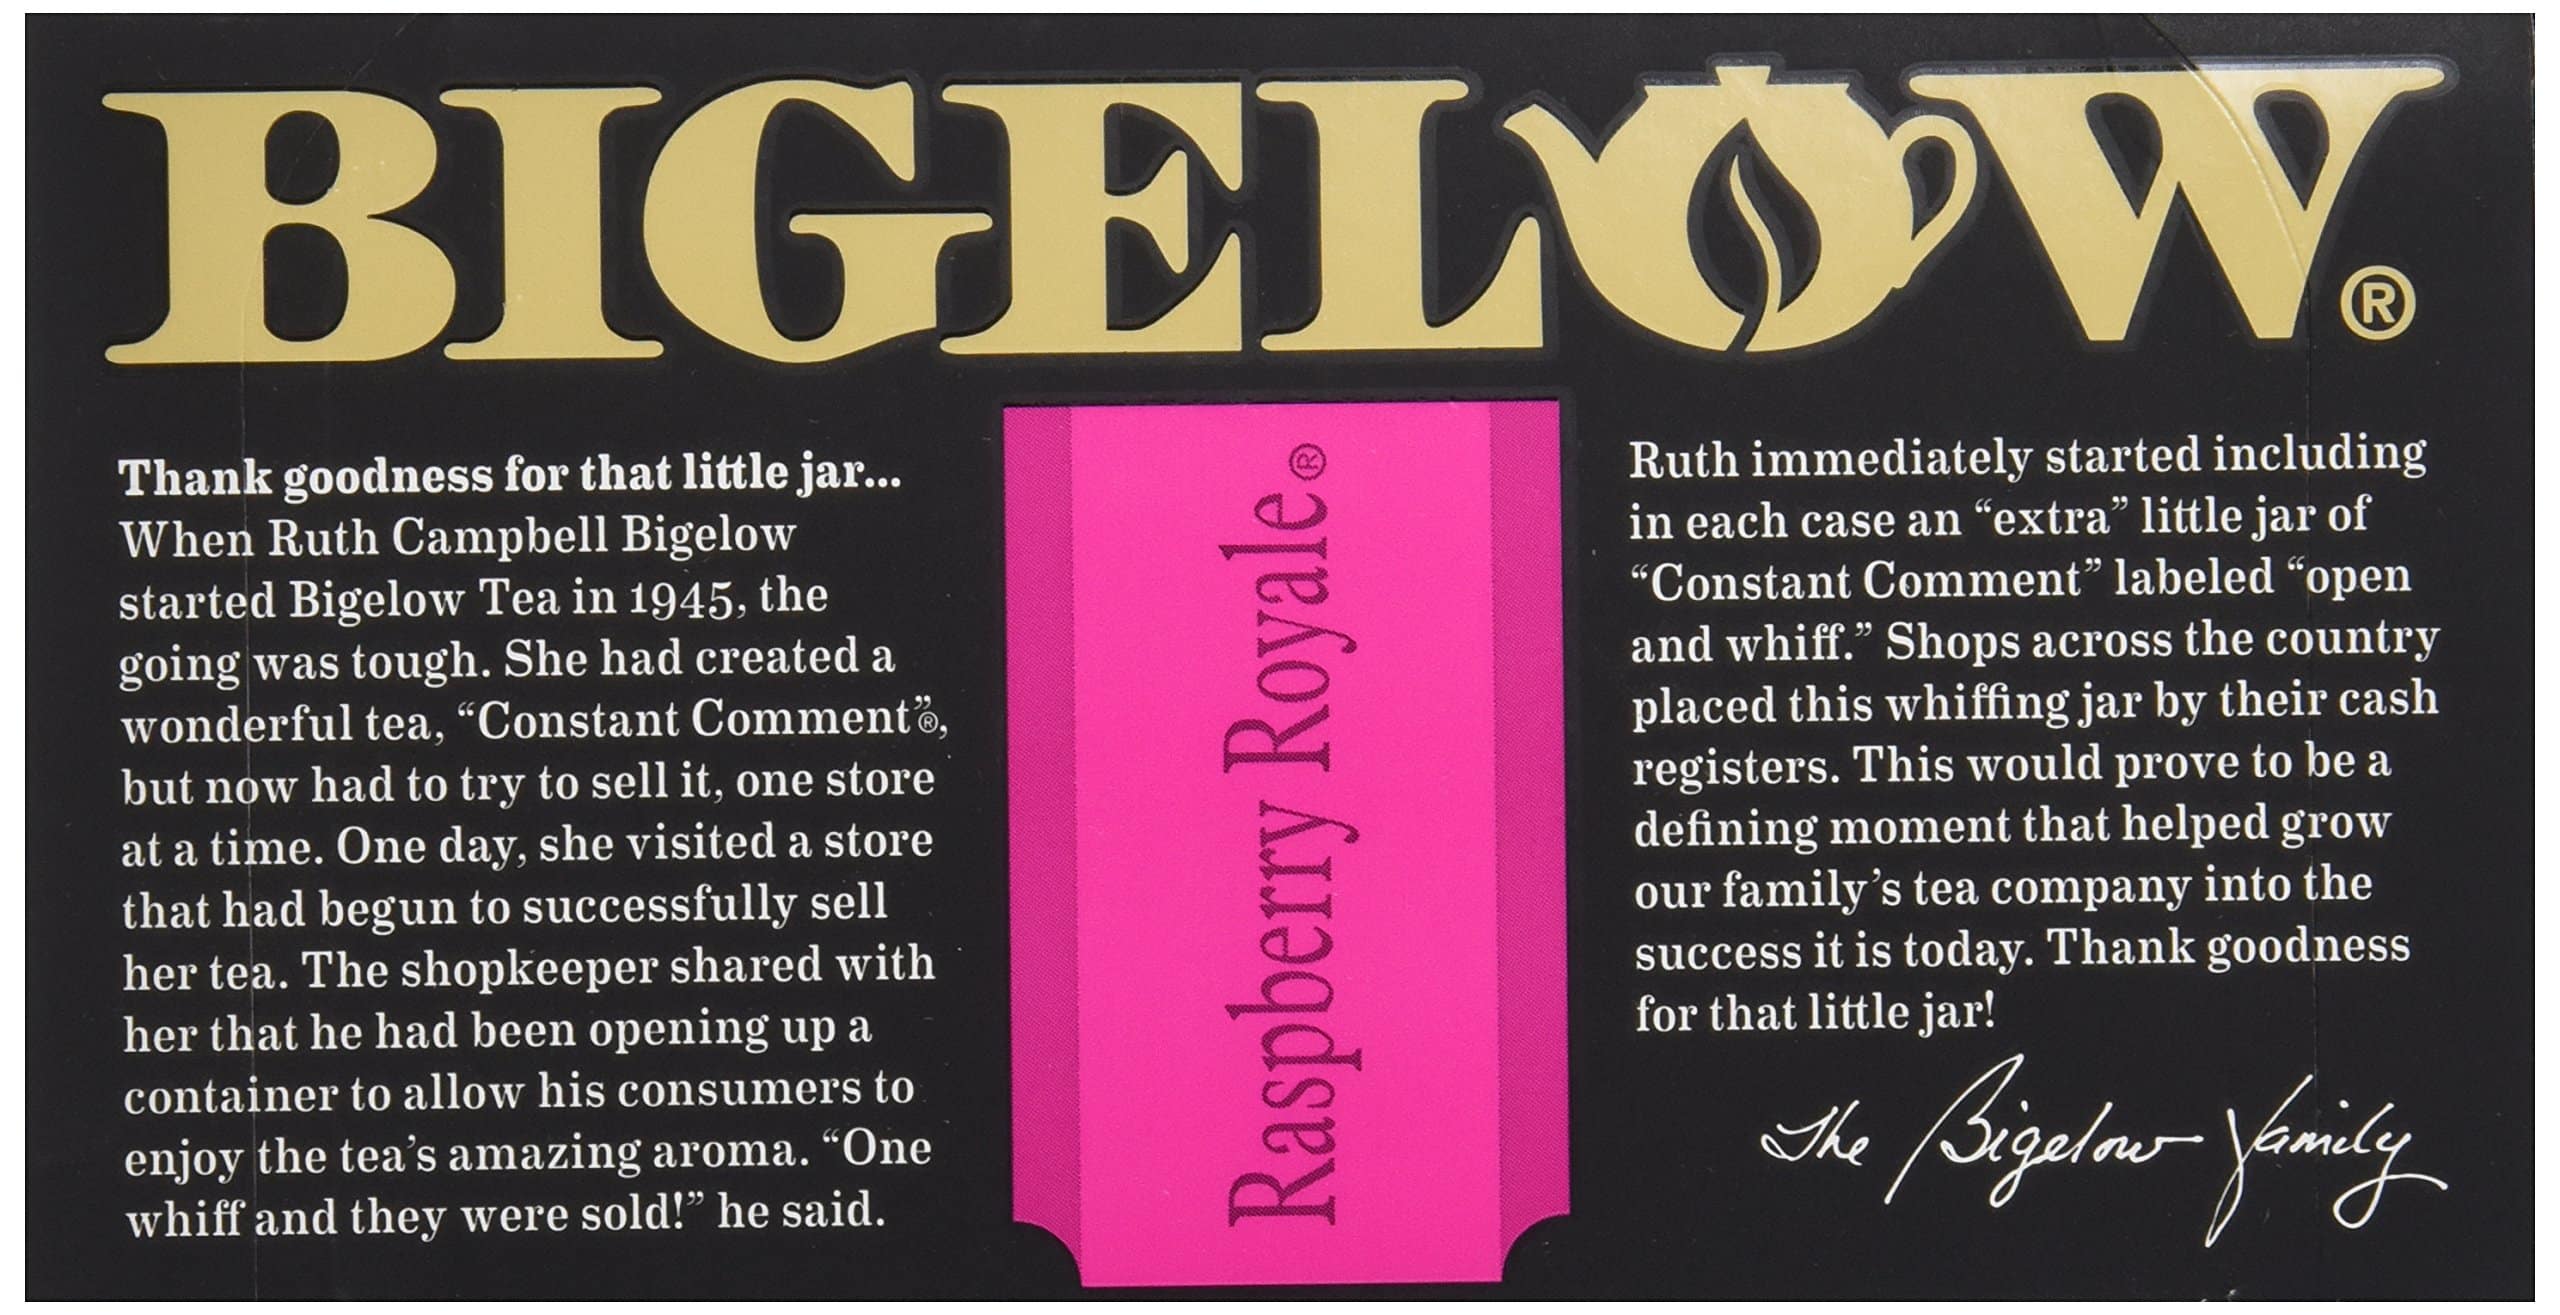 BIGELOW®
Thank goodness for that little jar...
When Ruth Campbell Bigelow
started Bigelow Tea in 1945, the
going was tough. She had created a
wonderful tea, “Constant Comment”®,
but now had to try to sell it, one store
at a time. One day, she visited a store
that had begun to successfully sell
her tea. The shopkeeper shared with
her that he had been opening up a
container to allow his consumers to
enjoy the tea’s amazing aroma. “One
whiff and they were sold!” he said.
Raspberry Royale®
Ruth immediately started including
in each case an “extra” little jar of
“Constant Comment” labeled “open
and whiff.” Shops across the country
placed this whiffing jar by their cash
registers. This would prove to be a
defining moment that helped grow
our family’s tea company into the
success it is today. Thank goodness
for that little jar!
The Bigelow Family